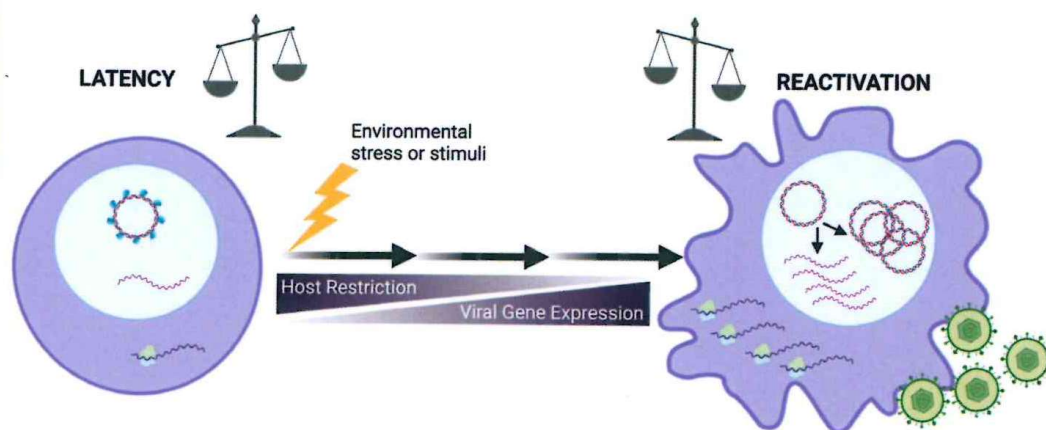 LATENCY
REACTIVATION
Environmental
stress or stimuli
Host Restriction
Viral Gene Expression